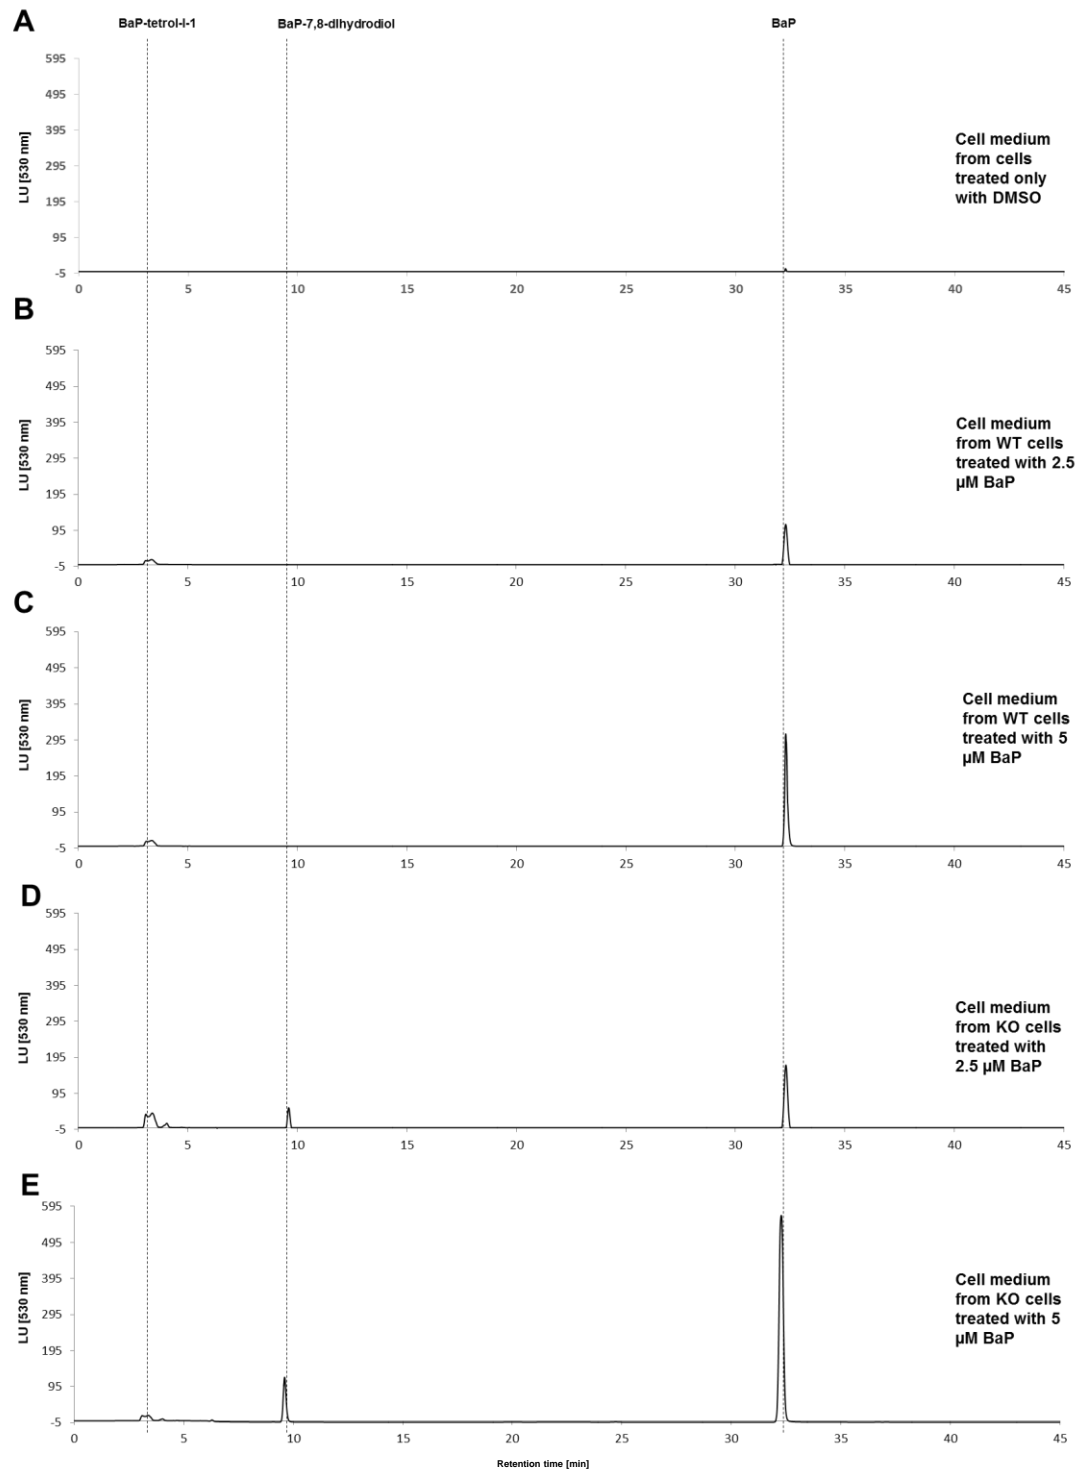 A
BaP-tetrol-I-1 BaP-7,8-dihydrodiol BaP
595
495
395
295
195
95
-5
LU [530 nm]
0 5 10 15 20 25 30 35 40 45
Cell medium
from cells
treated only
with DMSO
B
595
495
395
295
195
95
-5
LU [530 nm]
0 5 10 15 20 25 30 35 40 45
Cell medium
from WT cells
treated with 2.5
µM BaP
C
595
495
395
295
195
95
-5
LU [530 nm]
0 5 10 15 20 25 30 35 40 45
Cell medium
from WT cells
treated with 5
µM BaP
D
595
495
395
295
195
95
-5
LU [530 nm]
0 5 10 15 20 25 30 35 40 45
Cell medium
from KO cells
treated with
2.5 µM BaP
E
595
495
395
295
195
95
-5
LU [530 nm]
0 5 10 15 20 25 30 35 40 45
Cell medium
from KO cells
treated with 5
µM BaP
Retention time [min]